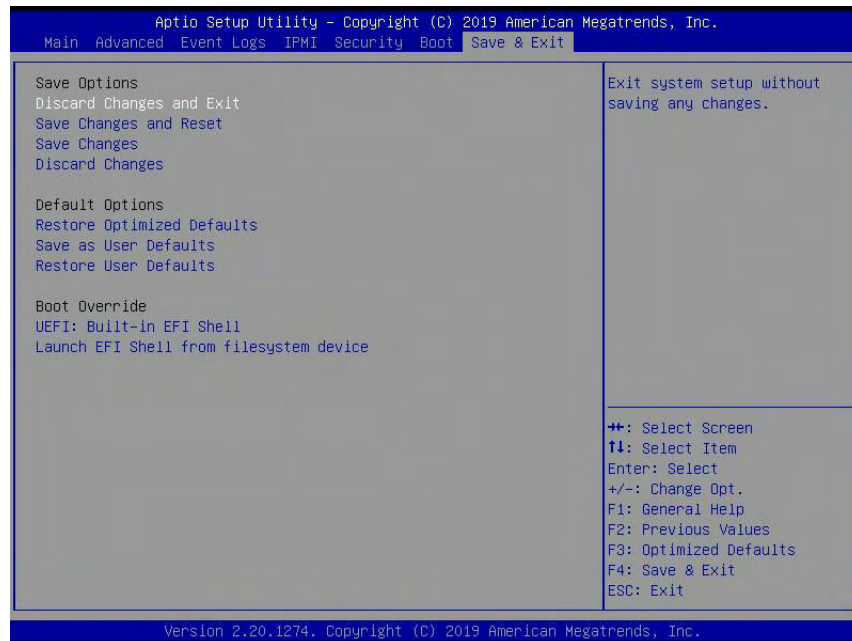 Aptio Setup Utility – Copyright (C) 2019 American Megatrends, Inc.
Main Advanced Event Logs IPMI Security Boot Save & Exit
Save Options
Discard Changes and Exit
Save Changes and Reset
Save Changes
Discard Changes
Default Options
Restore Optimized Defaults
Save as User Defaults
Restore User Defaults
Boot Override
UEFI: Built-in EFI Shell
Launch EFI Shell from filesystem device
Exit system setup without
saving any changes.
→←: Select Screen
↑↓: Select Item
Enter: Select
+/-: Change Opt.
F1: General Help
F2: Previous Values
F3: Optimized Defaults
F4: Save & Exit
ESC: Exit
Version 2.20.1274. Copyright (C) 2019 American Megatrends, Inc.